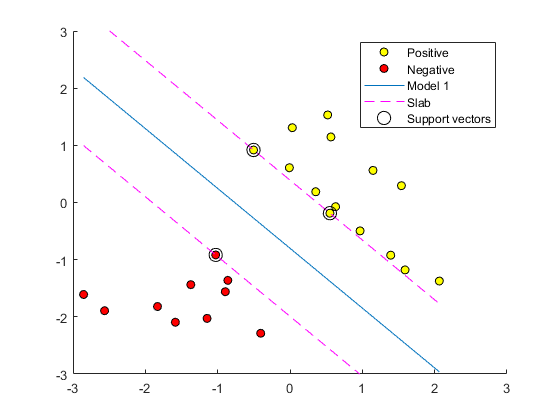 3
2
1
0
-1
-2
-3
-3
-2
-1
0
1
2
3
Positive
Negative
Model 1
Slab
Support vectors